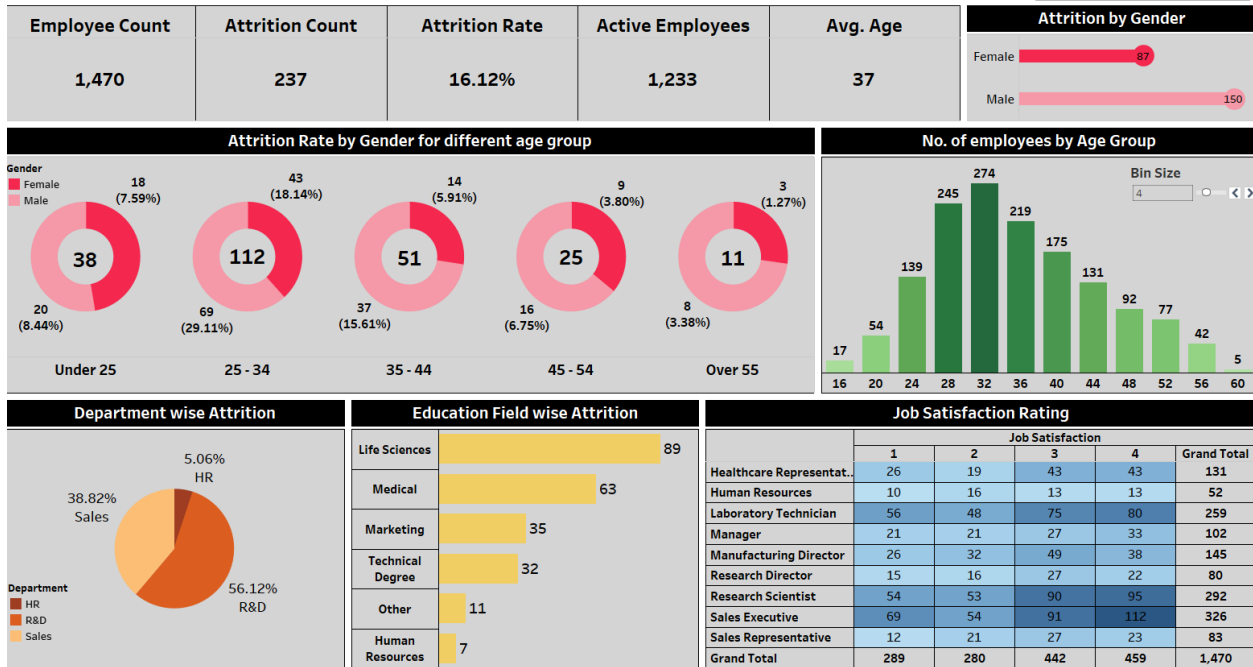 Employee Count
Attrition Count
Attrition Rate
Active Employees
Avg. Age
1,470
237
16.12%
1,233
37
Attrition by Gender
Female
87
Male
150
Attrition Rate by Gender for different age group
Gender
Female
Male
18
(7.59%)
38
20
(8.44%)
Under 25
43
(18.14%)
112
69
(29.11%)
25 - 34
14
(5.91%)
51
37
(15.61%)
35 - 44
9
(3.80%)
25
16
(6.75%)
45 - 54
3
(1.27%)
11
8
(3.38%)
Over 55
No. of employees by Age Group
Bin Size
4
17
54
139
245
274
219
175
131
92
77
42
5
16 20 24 28 32 36 40 44 48 52 56 60
Department wise Attrition
5.06%
HR
38.82%
Sales
56.12%
R&D
Department
HR
R&D
Sales
Education Field wise Attrition
Life Sciences 89
Medical 63
Marketing 35
Technical
Degree
32
Other 11
Human
Resources
7
Job Satisfaction Rating
Job Satisfaction
1 2 3 4 Grand Total
Healthcare Representat.. 26 19 43 43 131
Human Resources 10 16 13 13 52
Laboratory Technician 56 48 75 80 259
Manager 21 21 27 33 102
Manufacturing Director 26 32 49 38 145
Research Director 15 16 27 22 80
Research Scientist 54 53 90 95 292
Sales Executive 69 54 91 112 326
Sales Representative 12 21 27 23 83
Grand Total 289 280 442 459 1,470